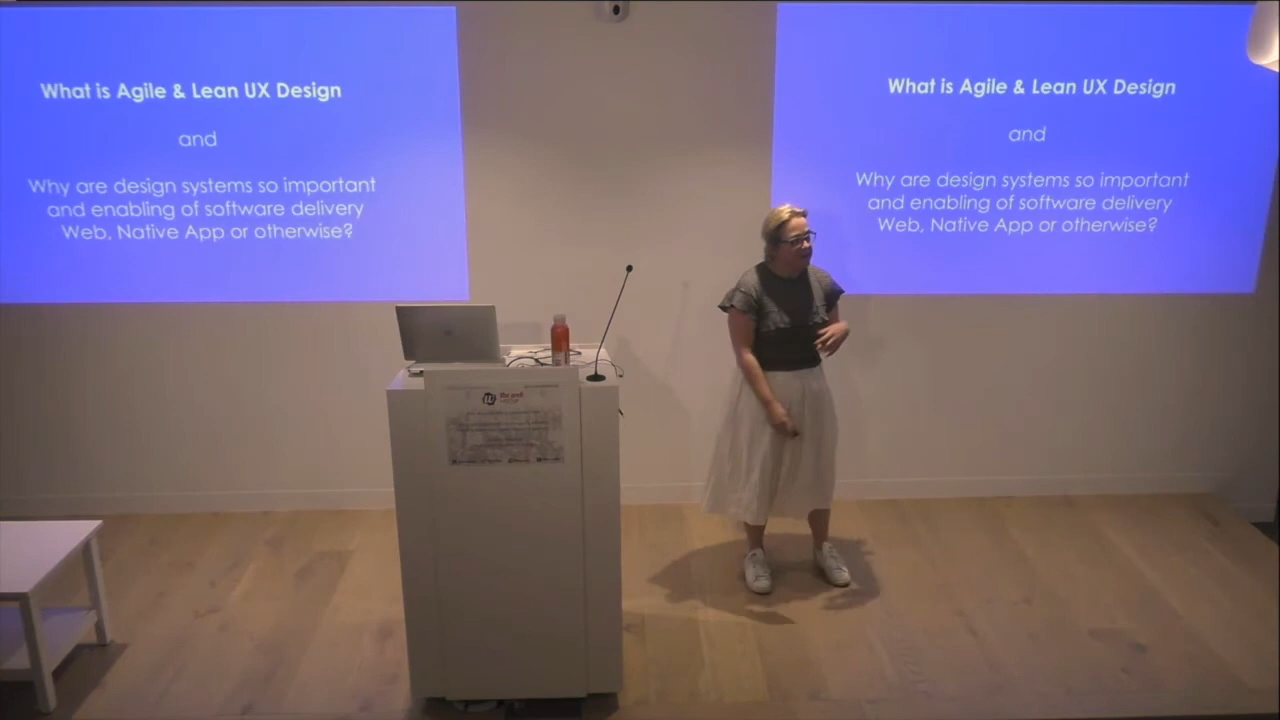 What is Agile & Lean UX Design
and
Why are design systems so important
and enabling of software delivery
Web, Native App or otherwise?
What is Agile & Lean UX Design
and
Why are design systems so important
and enabling of software delivery
Web, Native App or otherwise?